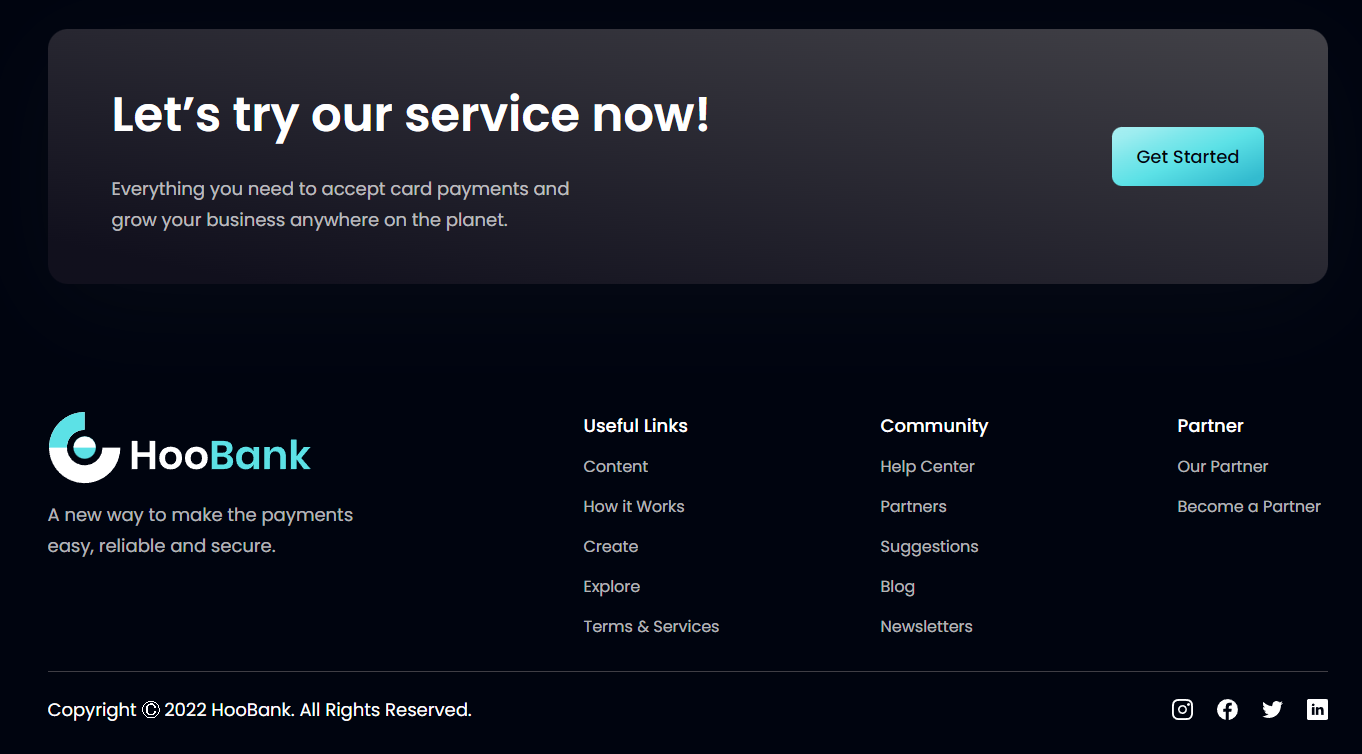 Let’s try our service now!
Everything you need to accept card payments and
grow your business anywhere on the planet.
Get Started
HooBank
A new way to make the payments
easy, reliable and secure.
Useful Links
Content
How it Works
Create
Explore
Terms & Services
Community
Help Center
Partners
Suggestions
Blog
Newsletters
Partner
Our Partner
Become a Partner
Copyright Ⓒ 2022 HooBank. All Rights Reserved.
in